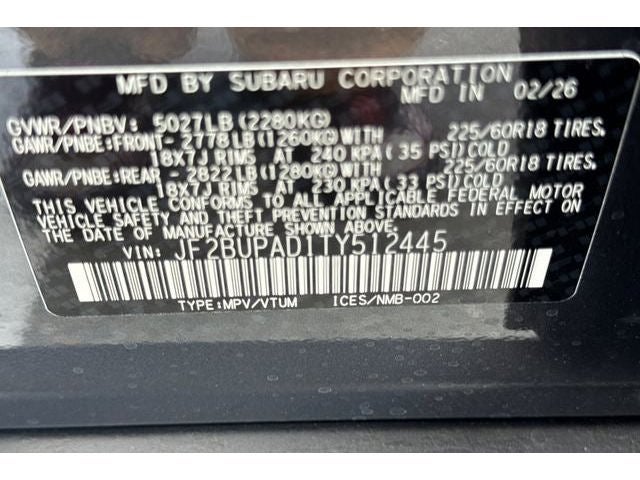 MFD BY SUBARU CORPORATION
MFD IN 02/26
GVWR/PNBV: 5027LB (2280KG)
GAWR/PNBE:FRONT- 2778LB (1260KG) WITH 225/60R18 TIRES.
18X7J RIMS AT 240 KPA (35 PSI) COLD
GAWR/PNBE:REAR - 2822LB (1280KG) WITH 225/60R18 TIRES.
18X7J RIMS AT 230 KPA (33 PSI) COLD
THIS VEHICLE CONFORMS TO ALL APPLICABLE FEDERAL MOTOR
VEHICLE SAFETY AND THEFT PREVENTION STANDARDS IN EFFECT
ON THE DATE OF MANUFACTURE SHOWN ABOVE.
VIN: JF2BUPAD1TY512445
TYPE:MPV/VTUM ICES/NMB-002